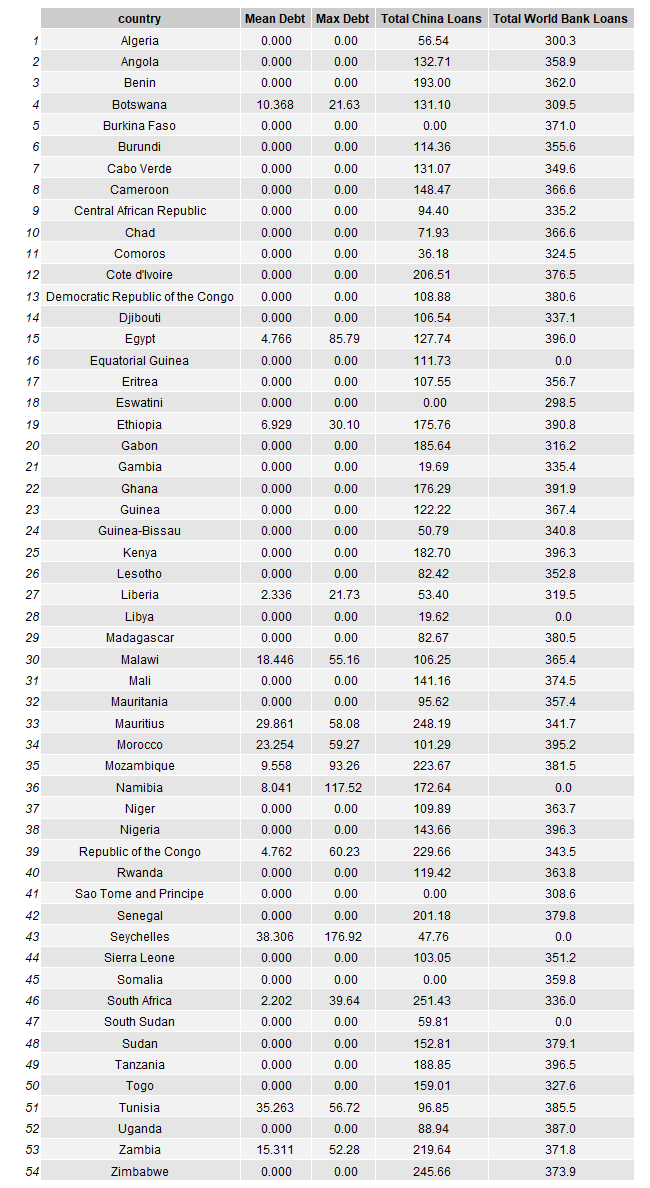 country Mean Debt Max Debt Total China Loans Total World Bank Loans
1 Algeria 0.000 0.00 56.54 300.3
2 Angola 0.000 0.00 132.71 358.9
3 Benin 0.000 0.00 193.00 362.0
4 Botswana 10.368 21.63 131.10 309.5
5 Burkina Faso 0.000 0.00 0.00 371.0
6 Burundi 0.000 0.00 114.36 355.6
7 Cabo Verde 0.000 0.00 131.07 349.6
8 Cameroon 0.000 0.00 148.47 366.6
9 Central African Republic 0.000 0.00 94.40 335.2
10 Chad 0.000 0.00 71.93 366.6
11 Comoros 0.000 0.00 36.18 324.5
12 Cote d'Ivoire 0.000 0.00 206.51 376.5
13 Democratic Republic of the Congo 0.000 0.00 108.88 380.6
14 Djibouti 0.000 0.00 106.54 337.1
15 Egypt 4.766 85.79 127.74 396.0
16 Equatorial Guinea 0.000 0.00 111.73 0.0
17 Eritrea 0.000 0.00 107.55 356.7
18 Eswatini 0.000 0.00 0.00 298.5
19 Ethiopia 6.929 30.10 175.76 390.8
20 Gabon 0.000 0.00 185.64 316.2
21 Gambia 0.000 0.00 19.69 335.4
22 Ghana 0.000 0.00 176.29 391.9
23 Guinea 0.000 0.00 122.22 367.4
24 Guinea-Bissau 0.000 0.00 50.79 340.8
25 Kenya 0.000 0.00 182.70 396.3
26 Lesotho 0.000 0.00 82.42 352.8
27 Liberia 2.336 21.73 53.40 319.5
28 Libya 0.000 0.00 19.62 0.0
29 Madagascar 0.000 0.00 82.67 380.5
30 Malawi 18.446 55.16 106.25 365.4
31 Mali 0.000 0.00 141.16 374.5
32 Mauritania 0.000 0.00 95.62 357.4
33 Mauritius 29.861 58.08 248.19 341.7
34 Morocco 23.254 59.27 101.29 395.2
35 Mozambique 9.558 93.26 223.67 381.5
36 Namibia 8.041 117.52 172.64 0.0
37 Niger 0.000 0.00 109.89 363.7
38 Nigeria 0.000 0.00 143.66 396.3
39 Republic of the Congo 4.762 60.23 229.66 343.5
40 Rwanda 0.000 0.00 119.42 363.8
41 Sao Tome and Principe 0.000 0.00 0.00 308.6
42 Senegal 0.000 0.00 201.18 379.8
43 Seychelles 38.306 176.92 47.76 0.0
44 Sierra Leone 0.000 0.00 103.05 351.2
45 Somalia 0.000 0.00 0.00 359.8
46 South Africa 2.202 39.64 251.43 336.0
47 South Sudan 0.000 0.00 59.81 0.0
48 Sudan 0.000 0.00 152.81 379.1
49 Tanzania 0.000 0.00 188.85 396.5
50 Togo 0.000 0.00 159.01 327.6
51 Tunisia 35.263 56.72 96.85 385.5
52 Uganda 0.000 0.00 88.94 387.0
53 Zambia 15.311 52.28 219.64 371.8
54 Zimbabwe 0.000 0.00 245.66 373.9